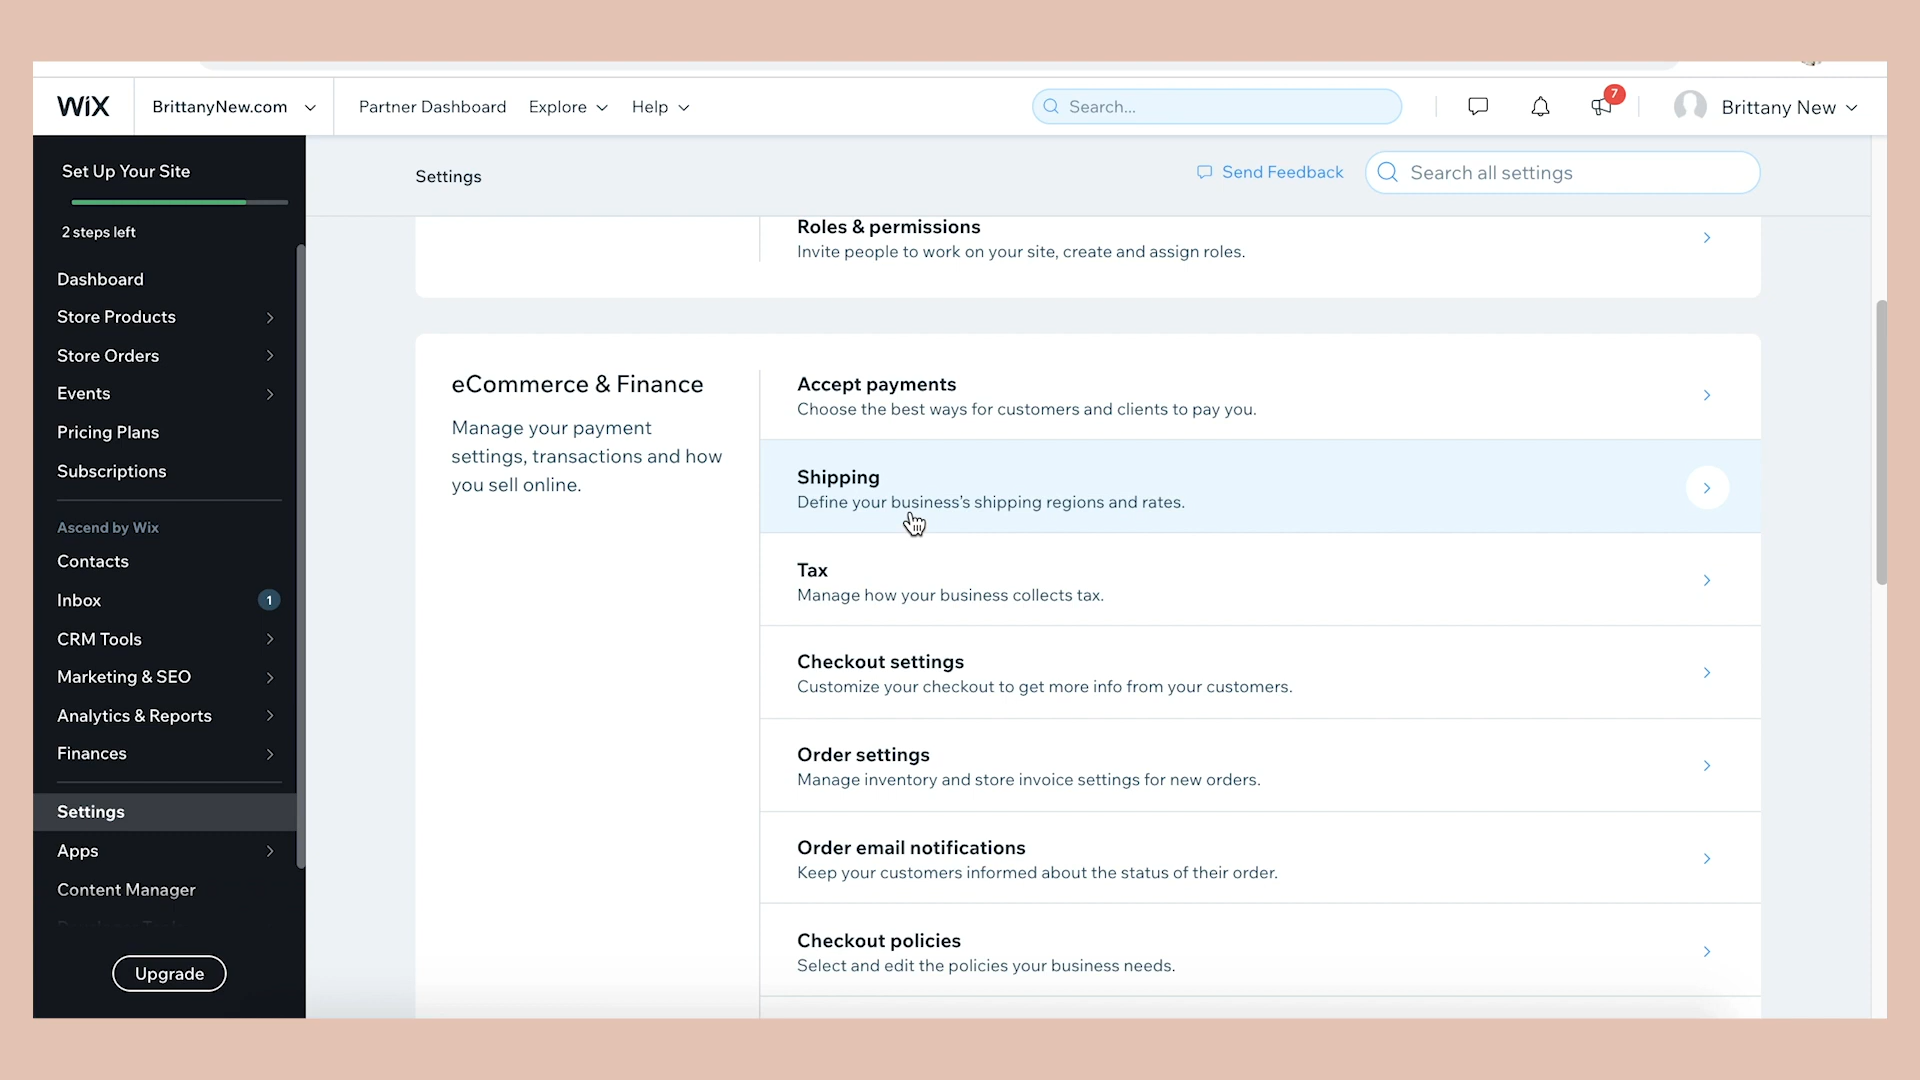 WiX
BrittanyNew.com
Partner Dashboard
Explore
Help
Search...
7
Brittany New
Set Up Your Site
2 steps left
Dashboard
Store Products
Store Orders
Events
Pricing Plans
Subscriptions
Ascend by Wix
Contacts
Inbox
1
CRM Tools
Marketing & SEO
Analytics & Reports
Finances
Settings
Apps
Content Manager
Upgrade
Settings
Send Feedback
Search all settings
Roles & permissions
Invite people to work on your site, create and assign roles.
eCommerce & Finance
Manage your payment
settings, transactions and how
you sell online.
Accept payments
Choose the best ways for customers and clients to pay you.
Shipping
Define your business's shipping regions and rates.
Tax
Manage how your business collects tax.
Checkout settings
Customize your checkout to get more info from your customers.
Order settings
Manage inventory and store invoice settings for new orders.
Order email notifications
Keep your customers informed about the status of their order.
Checkout policies
Select and edit the policies your business needs.